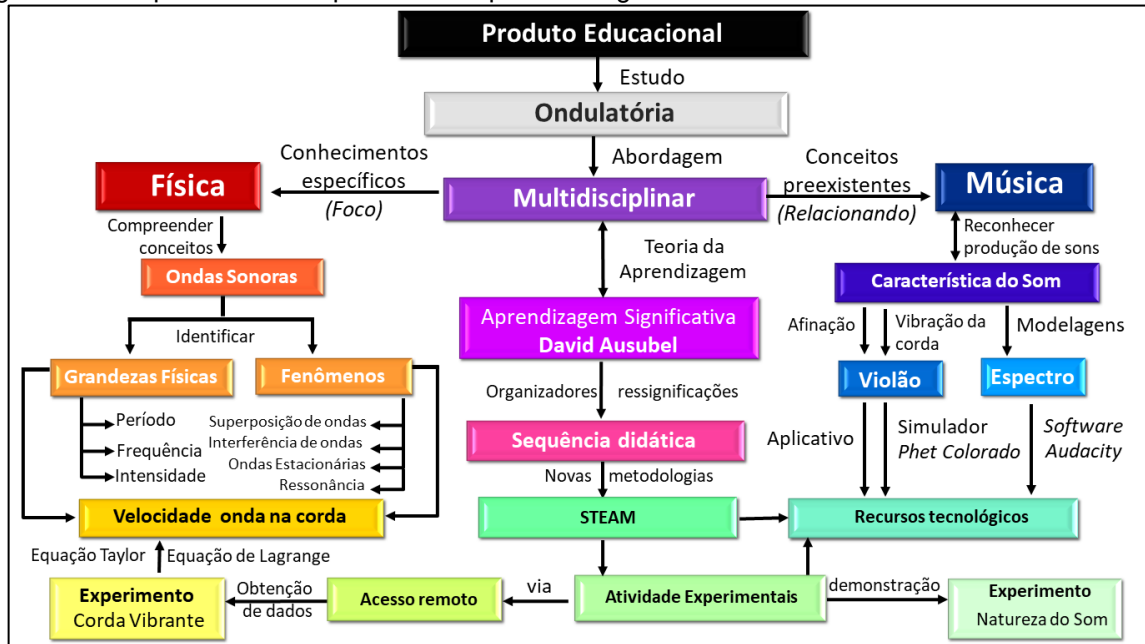 Produto Educacional
Estudo
Ondulatória
Abordagem
Conhecimentos
específicos
(Foco)
Conceitos
preexistentes
(Relacionando)
Física
Multidisciplinar
Música
Compreender
conceitos
Teoria da
Aprendizagem
Reconhecer
produção de sons
Ondas Sonoras
Característica do Som
Identificar
Aprendizagem Significativa
David Ausubel
Afinação
Vibração da
corda
Modelagens
Grandezas Físicas
Fenômenos
Violão
Espectro
Organizadores
ressignificações
Período
Frequência
Intensidade
Superposição de ondas
Interferência de ondas
Ondas Estacionárias
Ressonância
Sequência didática
Aplicativo
Simulador
Phet Colorado
Software
Audacity
Novas
metodologias
Velocidade onda na corda
STEAM
Recursos tecnológicos
Equação Taylor
Equação de Lagrange
Experimento
Corda Vibrante
Obtenção
de dados
Acesso remoto
via
Atividade Experimentais
demonstração
Experimento
Natureza do Som